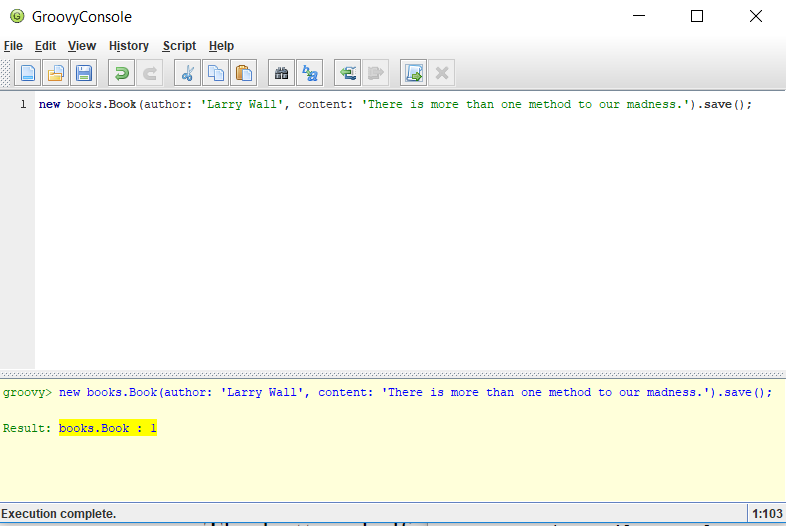 GroovyConsole
File Edit View History Script Help
1 new books.Book(author: 'Larry Wall', content: 'There is more than one method to our madness.').save();
groovy> new books.Book(author: 'Larry Wall', content: 'There is more than one method to our madness.').save();
Result: books.Book : 1
Execution complete. 1:103